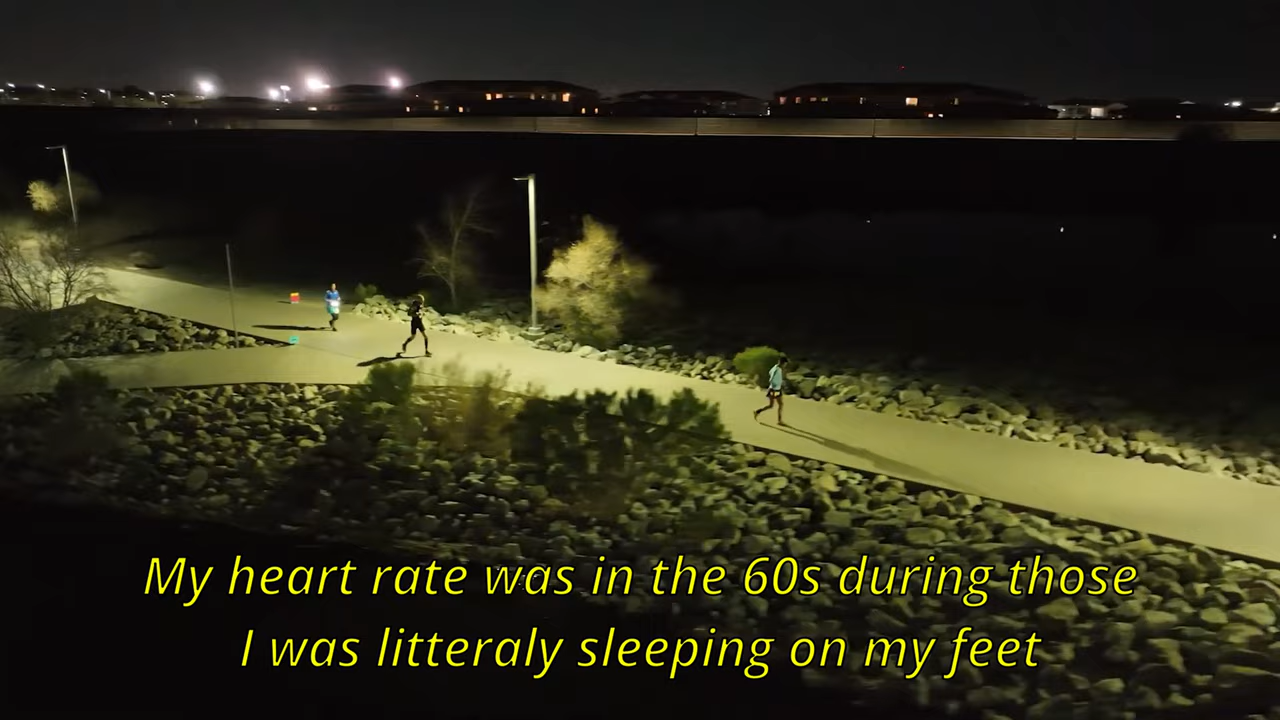 My heart rate was in the 60s during those
I was litteraly sleeping on my feet